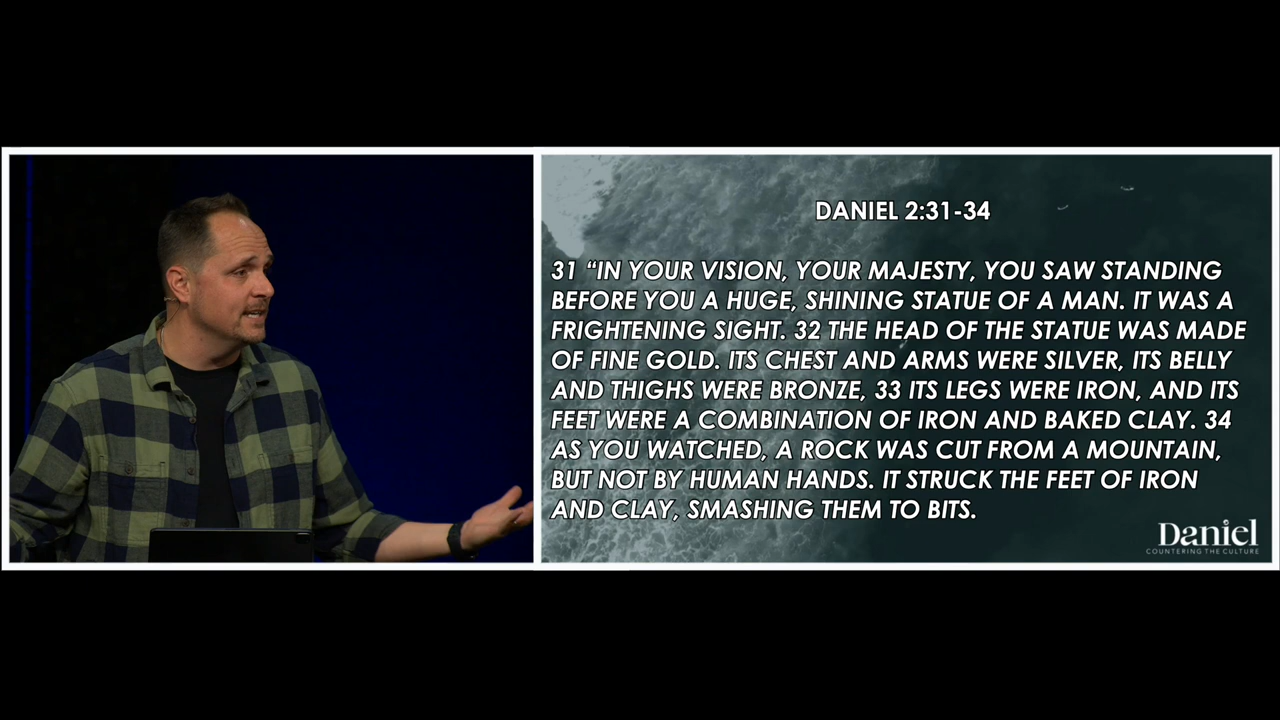 DANIEL 2:31-34
31 “IN YOUR VISION, YOUR MAJESTY, YOU SAW STANDING
BEFORE YOU A HUGE, SHINING STATUE OF A MAN. IT WAS A
FRIGHTENING SIGHT. 32 THE HEAD OF THE STATUE WAS MADE
OF FINE GOLD. ITS CHEST AND ARMS WERE SILVER, ITS BELLY
AND THIGHS WERE BRONZE, 33 ITS LEGS WERE IRON, AND ITS
FEET WERE A COMBINATION OF IRON AND BAKED CLAY. 34
AS YOU WATCHED, A ROCK WAS CUT FROM A MOUNTAIN,
BUT NOT BY HUMAN HANDS. IT STRUCK THE FEET OF IRON
AND CLAY, SMASHING THEM TO BITS.
Daniel
COUNTERING THE CULTURE